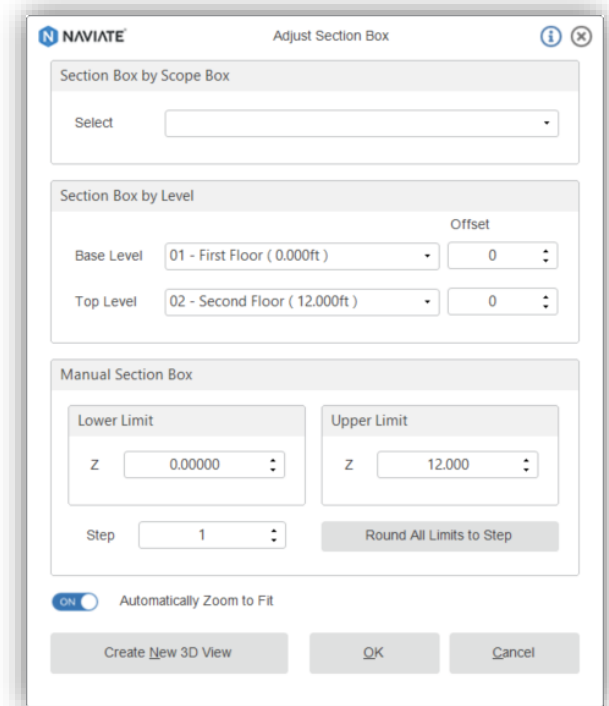 NAVIATE Adjust Section Box
Section Box by Scope Box
Select
Section Box by Level
Offset
Base Level 01 - First Floor ( 0.000ft ) 0
Top Level 02 - Second Floor ( 12.000ft ) 0
Manual Section Box
Lower Limit Upper Limit
Z 0.00000 Z 12.000
Step 1 Round All Limits to Step
ON Automatically Zoom to Fit
Create New 3D View OK Cancel